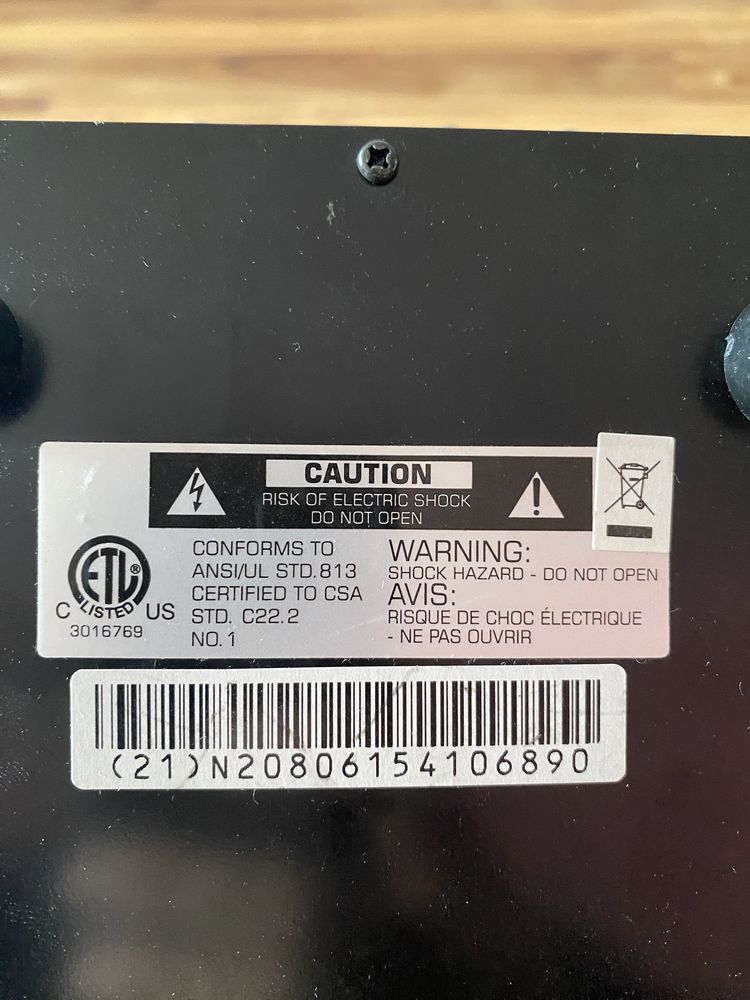 CAUTION
RISK OF ELECTRIC SHOCK
DO NOT OPEN
ETL®
LISTED
C US
3016769
CONFORMS TO
ANSI/UL STD.813
CERTIFIED TO CSA
STD. C22.2
NO.1
WARNING:
SHOCK HAZARD - DO NOT OPEN
AVIS:
RISQUE DE CHOC ÉLECTRIQUE
- NE PAS OUVRIR
(21)N20806154106890